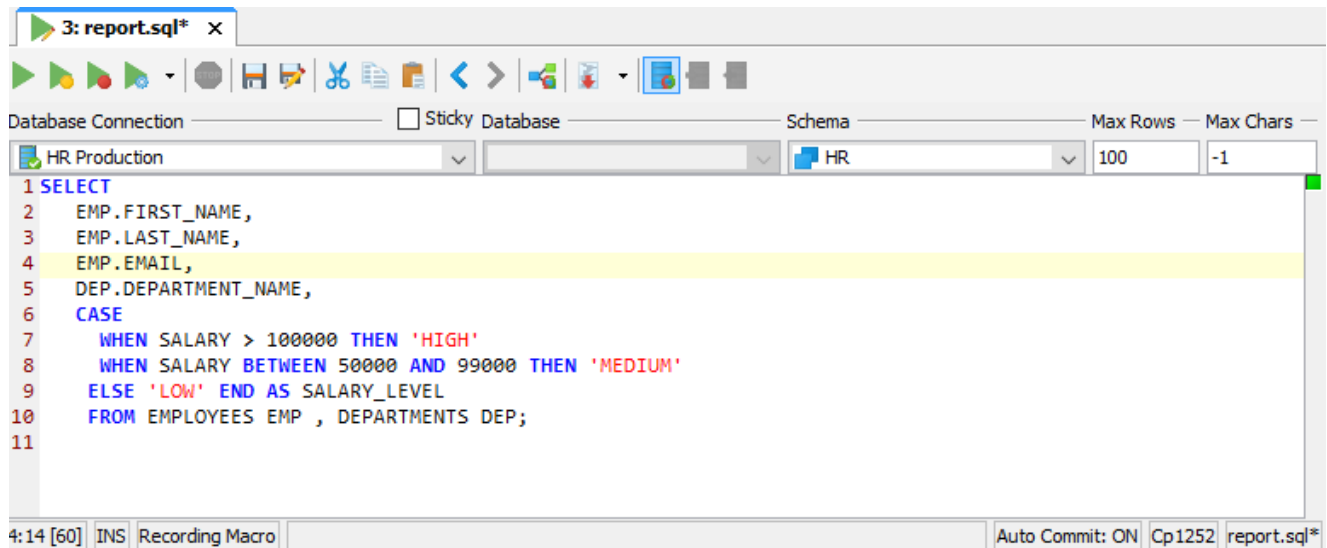 3: report.sql* ×
STOP
Database Connection Sticky Database Schema Max Rows Max Chars
HR Production HR 100 -1
1 SELECT
2 EMP.FIRST_NAME,
3 EMP.LAST_NAME,
4 EMP.EMAIL,
5 DEP.DEPARTMENT_NAME,
6 CASE
7 WHEN SALARY > 100000 THEN 'HIGH'
8 WHEN SALARY BETWEEN 50000 AND 99000 THEN 'MEDIUM'
9 ELSE 'LOW' END AS SALARY_LEVEL
10 FROM EMPLOYEES EMP , DEPARTMENTS DEP;
11
4:14 [60] INS Recording Macro Auto Commit: ON Cp1252 report.sql*